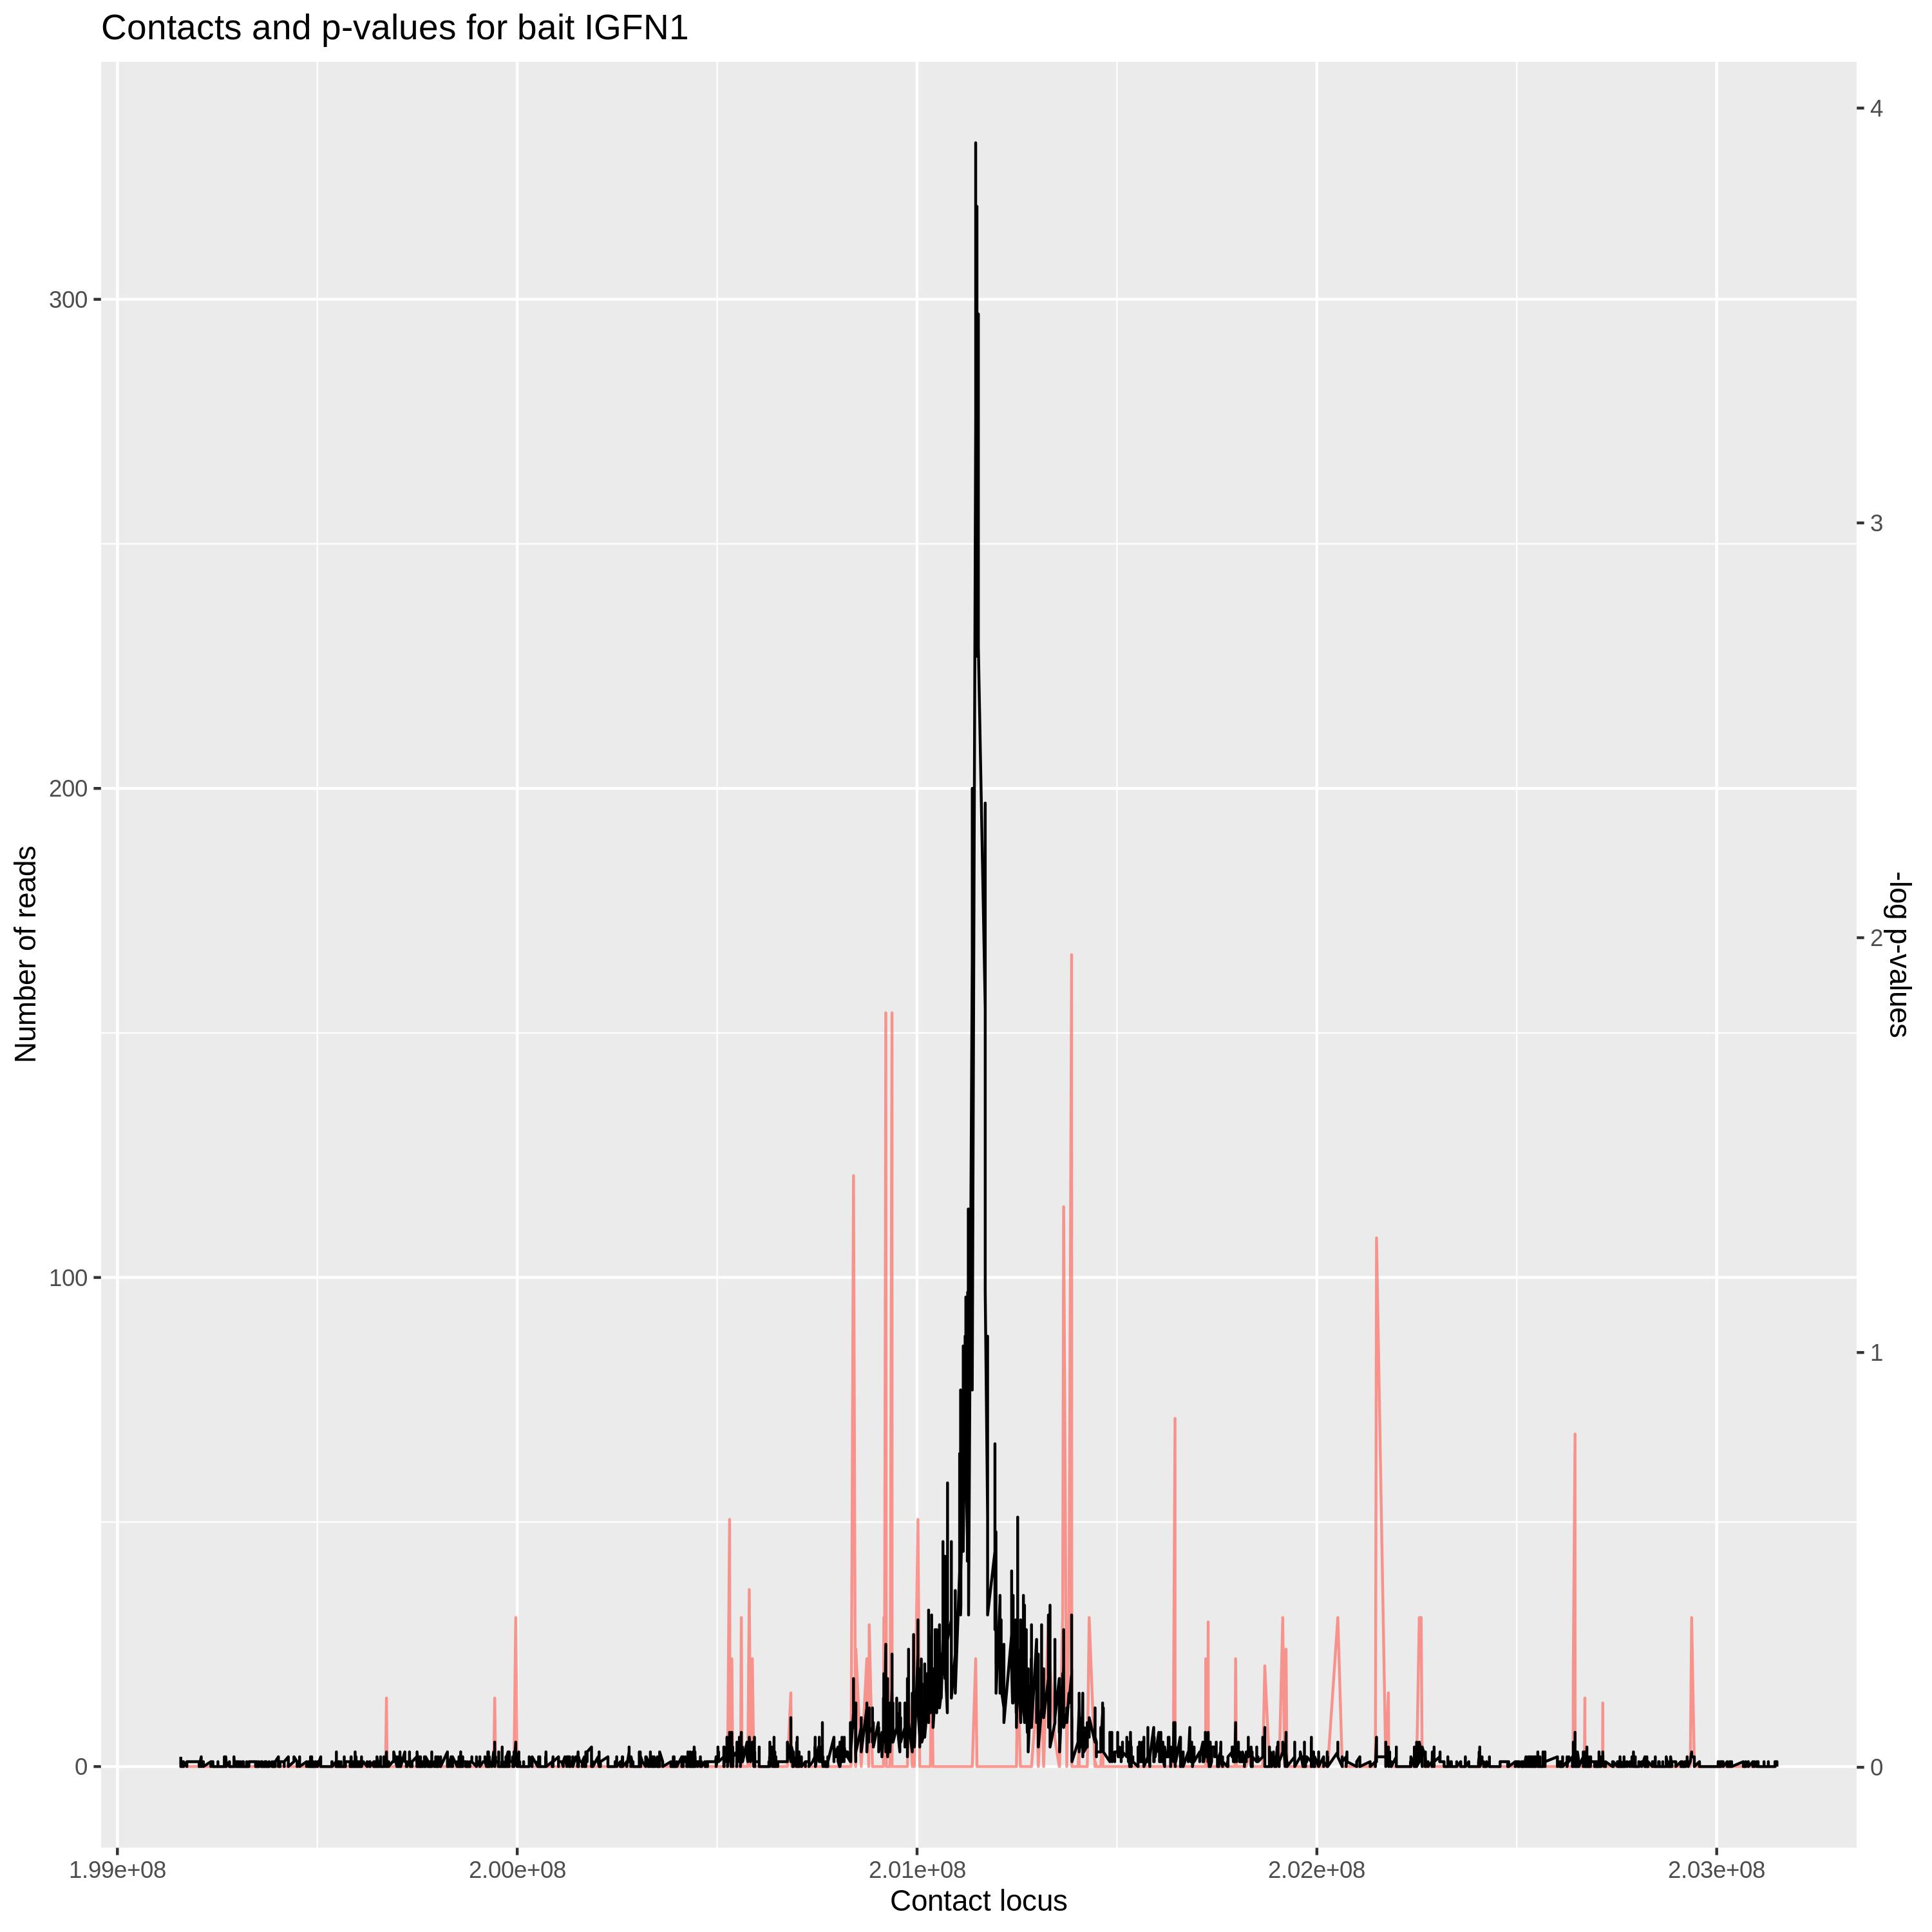 Contacts and p-values for bait IGFN1
Number of reads
300
200
100
0
4
3
2
1
0
-log p-values
1.99e+08
2.00e+08
2.01e+08
2.02e+08
2.03e+08
Contact locus